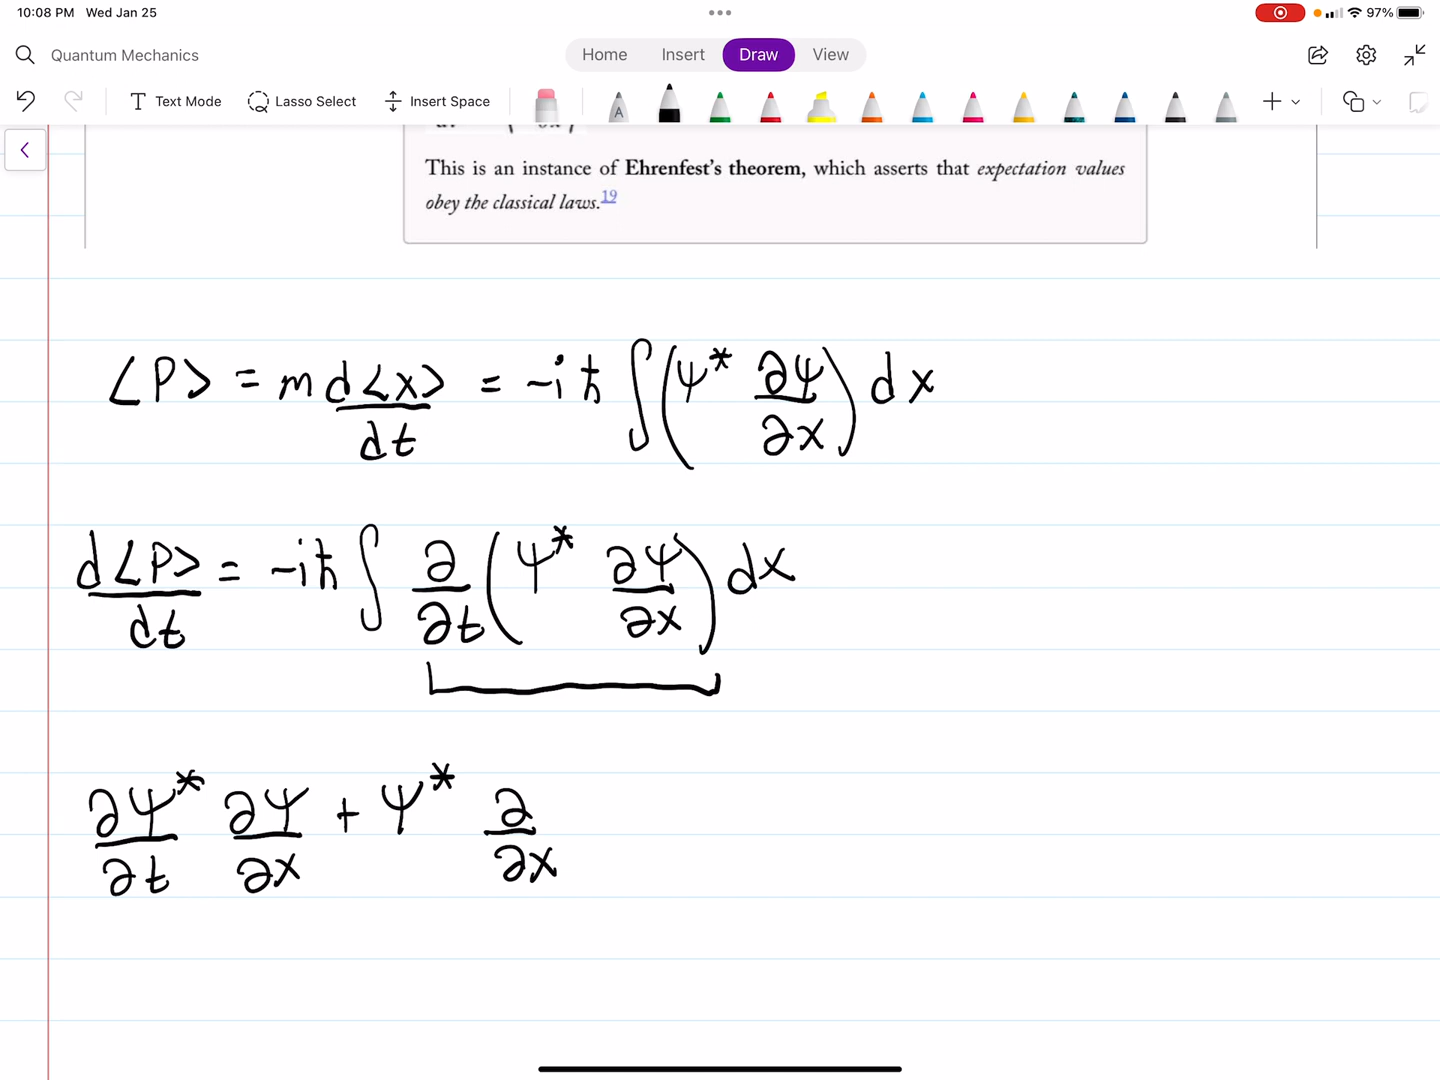 10:08 PM Wed Jan 25
97%
Quantum Mechanics
Home Insert Draw View
Text Mode Lasso Select Insert Space
This is an instance of Ehrenfest's theorem, which asserts that expectation values
obey the classical laws.19
<P> = m d<x>/dt = -iħ ∫(Ψ* ∂Ψ/∂x) dx
d<P>/dt = -iħ ∫ ∂/∂t (Ψ* ∂Ψ/∂x) dx
∂Ψ*/∂t ∂Ψ/∂x + Ψ* ∂/∂x